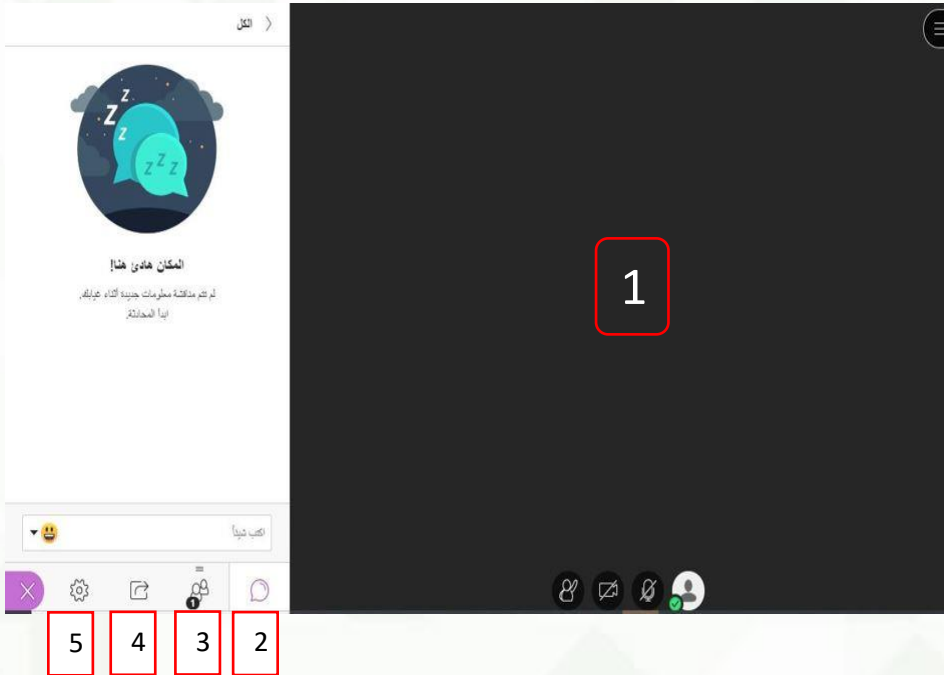 الكل
Z
Z
Z
Z Z Z
المكان هادئ هنا!
لم تتم مناقشة معلومات جديدة أثناء غيابك.
ابدأ المحادثة.
1
اكتب شيئاً
1
5 4 3 2